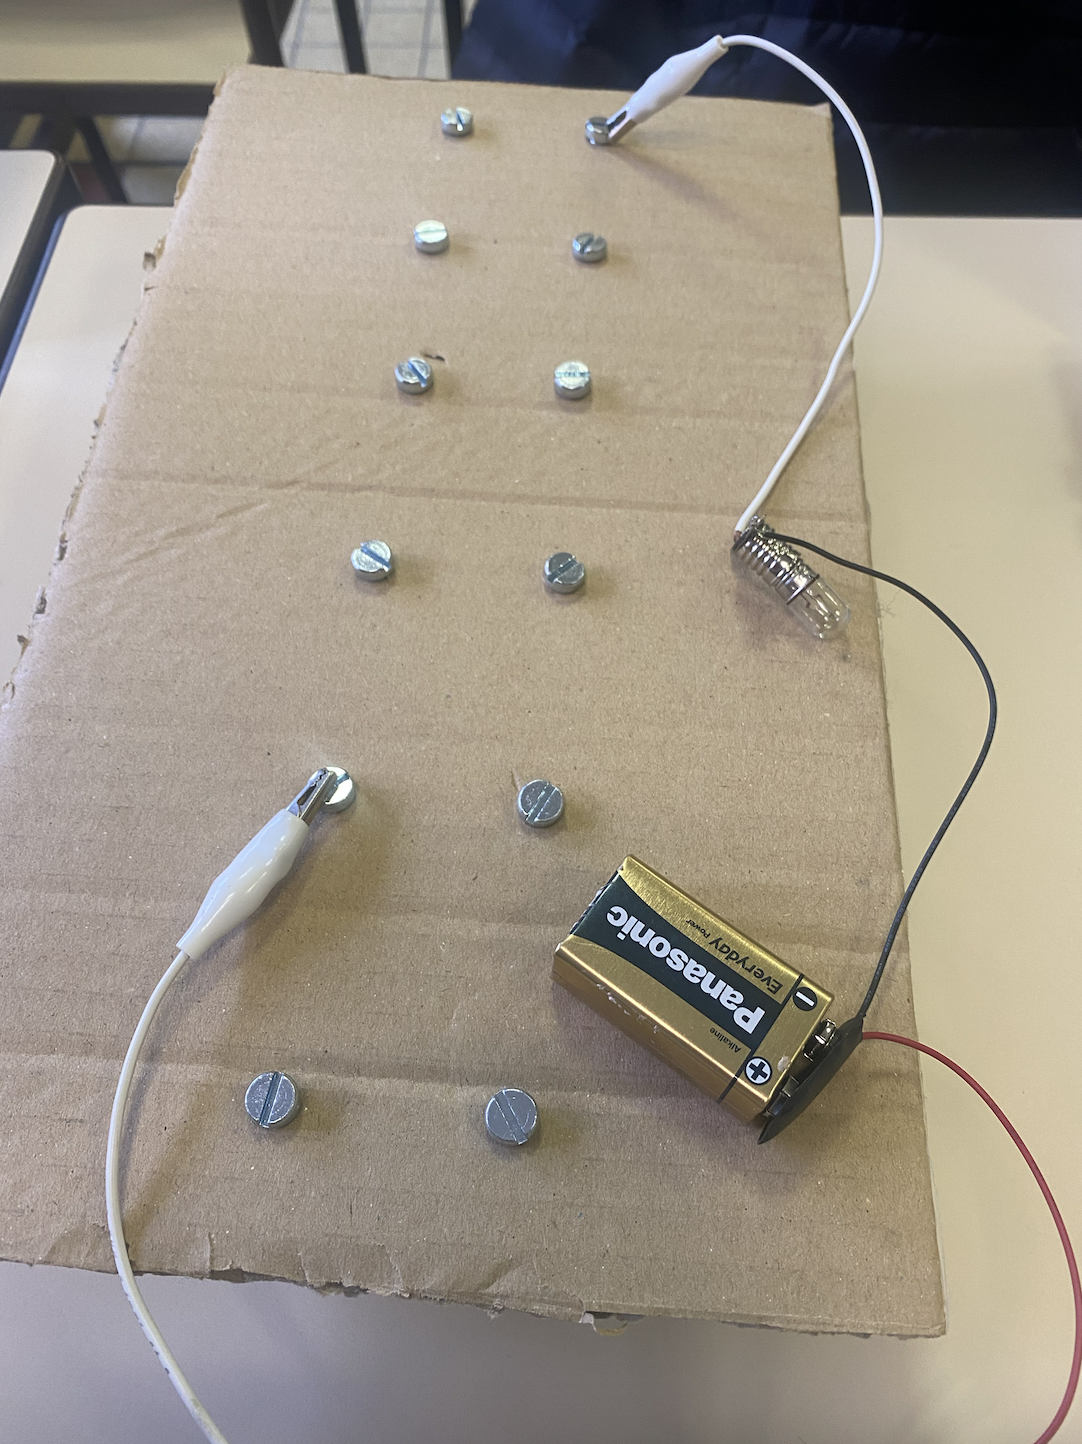 Panasonic
Everyday Power
Alkaline
+
−